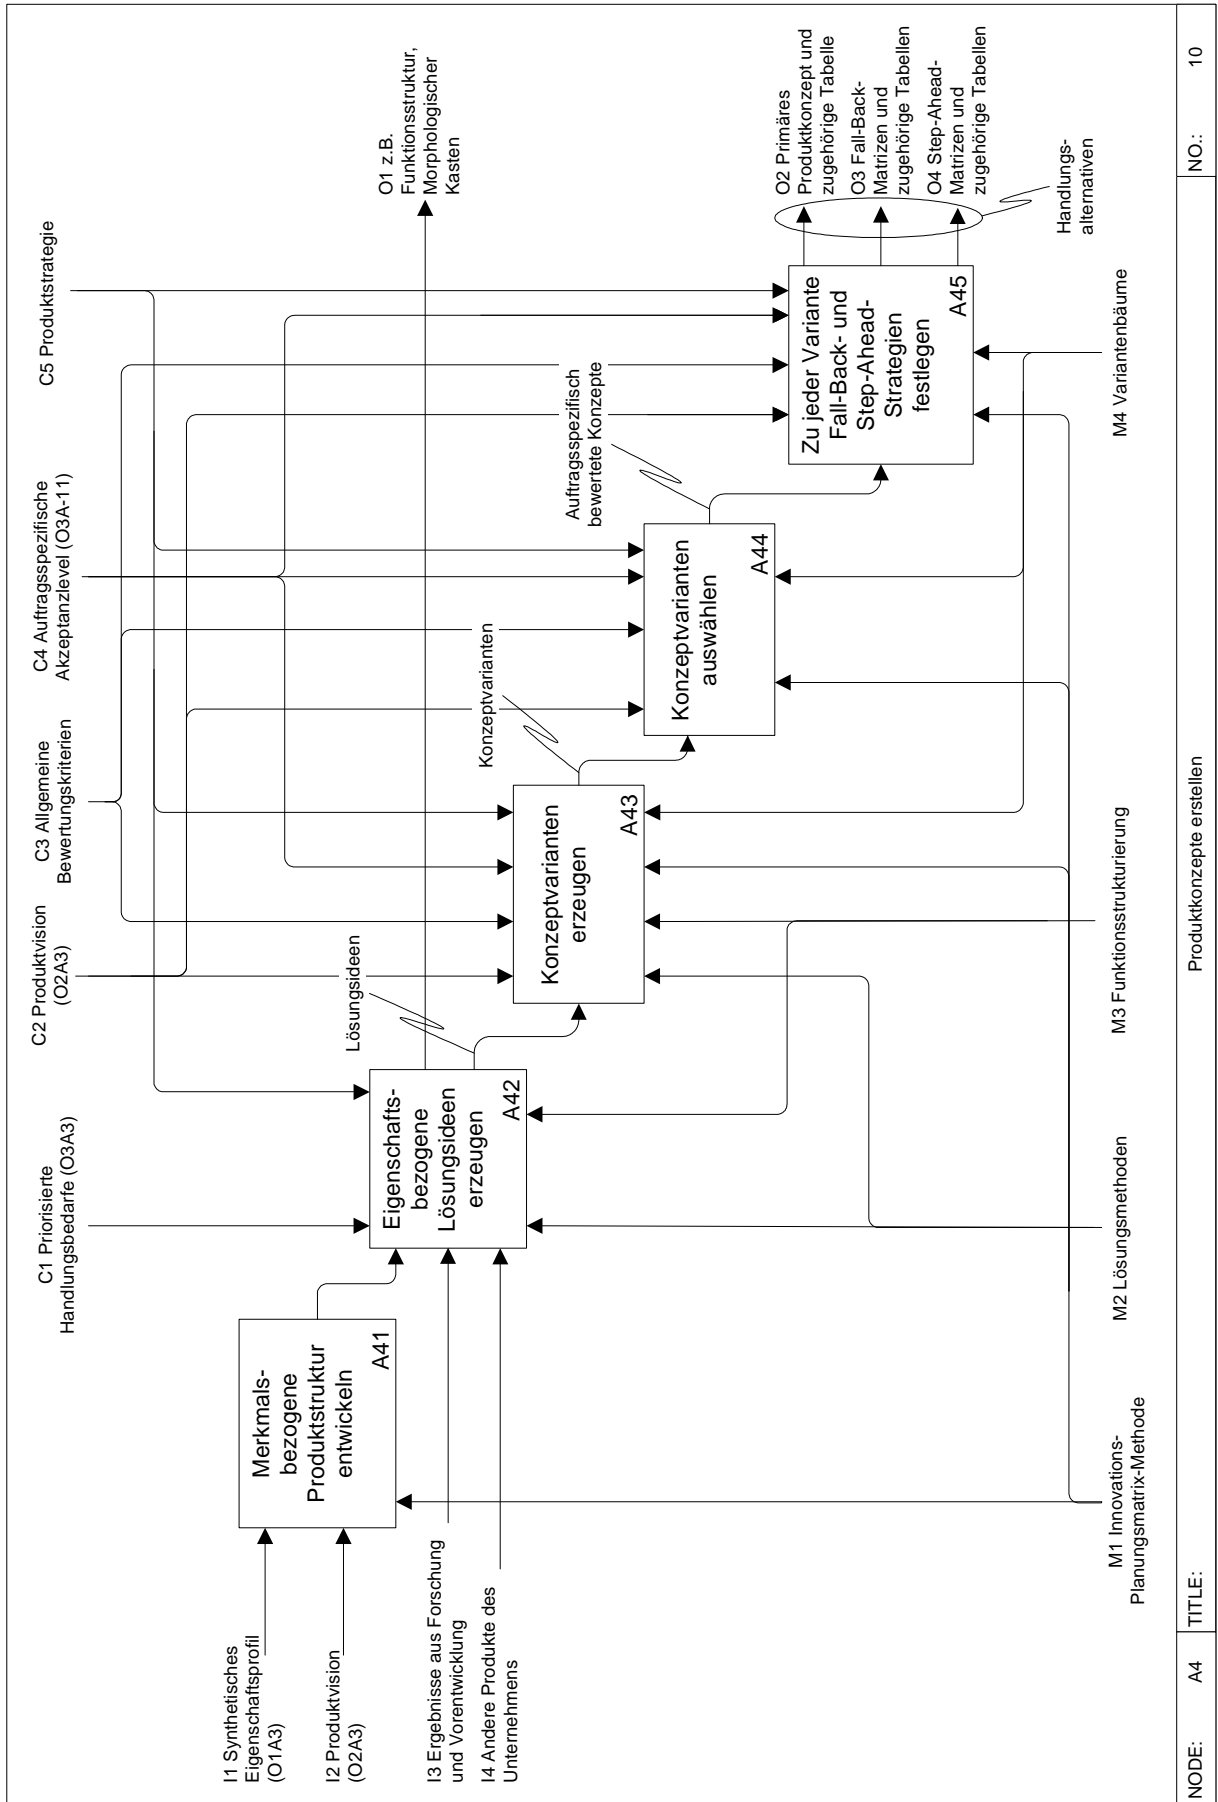 C1 Priorisierte
Handlungsbedarfe (O3A3)
C2 Produktvision
(O2A3)
C3 Allgemeine
Bewertungskriterien
C4 Auftragsspezifische
Akzeptanzlevel (O3A-11)
C5 Produktstrategie
I1 Synthetisches
Eigenschaftsprofil
(O1A3)
I2 Produktvision
(O2A3)
I3 Ergebnisse aus Forschung
und Vorentwicklung
I4 Andere Produkte des
Unternehmens
Merkmals-
bezogene
Produktstruktur
entwickeln
A41
Eigenschafts-
bezogene
Lösungsideen
erzeugen
A42
Lösungsideen
Konzeptvarianten
erzeugen
A43
Konzeptvarianten
Konzeptvarianten
auswählen
A44
Auftragsspezifisch
bewertete Konzepte
Zu jeder Variante
Fall-Back- und
Step-Ahead-
Strategien
festlegen
A45
O1 z.B.
Funktionsstruktur,
Morphologischer
Kasten
O2 Primäres
Produktkonzept und
zugehörige Tabelle
O3 Fall-Back-
Matrizen und
zugehörige Tabellen
O4 Step-Ahead-
Matrizen und
zugehörige Tabellen
Handlungs-
alternativen
M1 Innovations-
Planungsmatrix-Methode
M2 Lösungsmethoden
M3 Funktionsstrukturierung
M4 Variantenbäume
NODE: A4 TITLE: Produktkonzepte erstellen NO.: 10